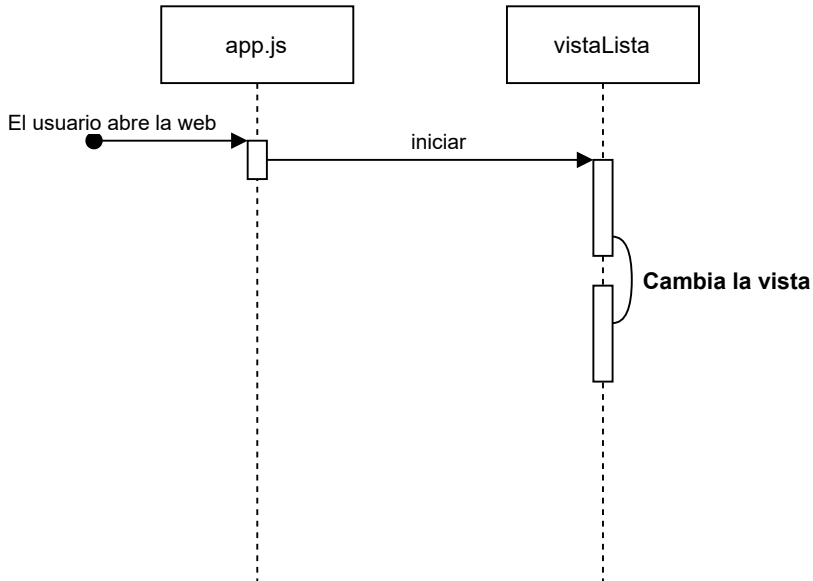 app.js
vistaLista
El usuario abre la web
iniciar
Cambia la vista